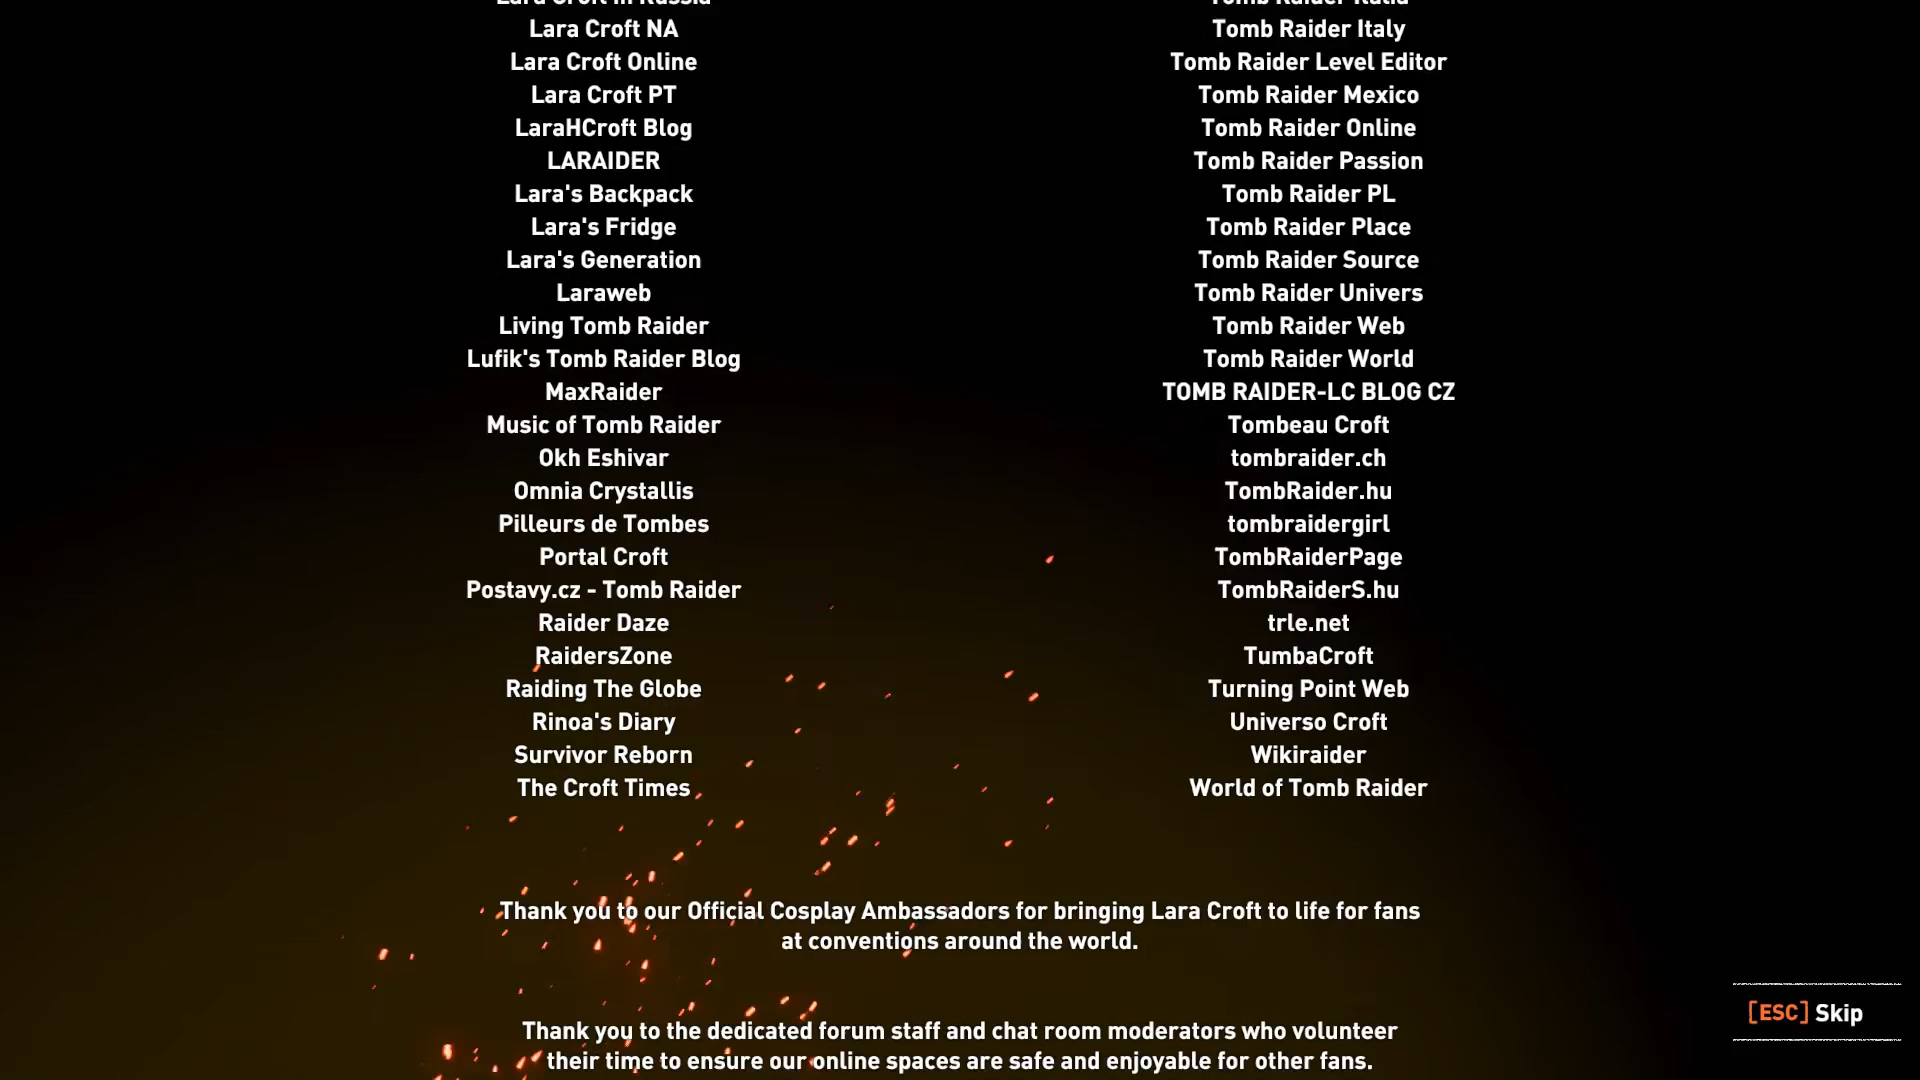 Lara Croft in Russia
Lara Croft NA
Lara Croft Online
Lara Croft PT
LaraHCroft Blog
LARAIDER
Lara's Backpack
Lara's Fridge
Lara's Generation
Laraweb
Living Tomb Raider
Lufik's Tomb Raider Blog
MaxRaider
Music of Tomb Raider
Okh Eshivar
Omnia Crystallis
Pilleurs de Tombes
Portal Croft
Postavy.cz - Tomb Raider
Raider Daze
RaidersZone
Raiding The Globe
Rinoa's Diary
Survivor Reborn
The Croft Times
Tomb Raider Italia
Tomb Raider Italy
Tomb Raider Level Editor
Tomb Raider Mexico
Tomb Raider Online
Tomb Raider Passion
Tomb Raider PL
Tomb Raider Place
Tomb Raider Source
Tomb Raider Univers
Tomb Raider Web
Tomb Raider World
TOMB RAIDER-LC BLOG CZ
Tombeau Croft
tombraider.ch
TombRaider.hu
tombraidergirl
TombRaiderPage
TombRaiderS.hu
trle.net
TumbaCroft
Turning Point Web
Universo Croft
Wikiraider
World of Tomb Raider
Thank you to our Official Cosplay Ambassadors for bringing Lara Croft to life for fans
at conventions around the world.
Thank you to the dedicated forum staff and chat room moderators who volunteer
their time to ensure our online spaces are safe and enjoyable for other fans.
[ESC] Skip